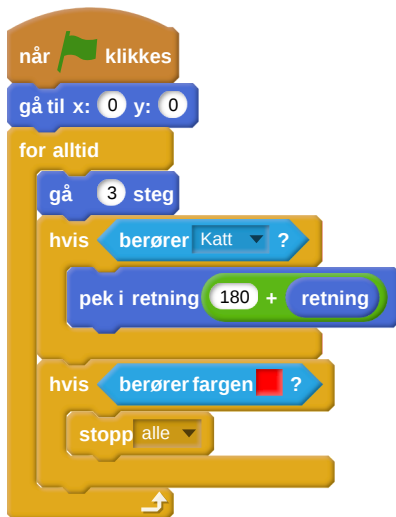 når klikkes
gå til x: 0 y: 0
for alltid
gå 3 steg
hvis berører Katt ?
pek i retning 180 + retning
hvis berører fargen ?
stopp alle